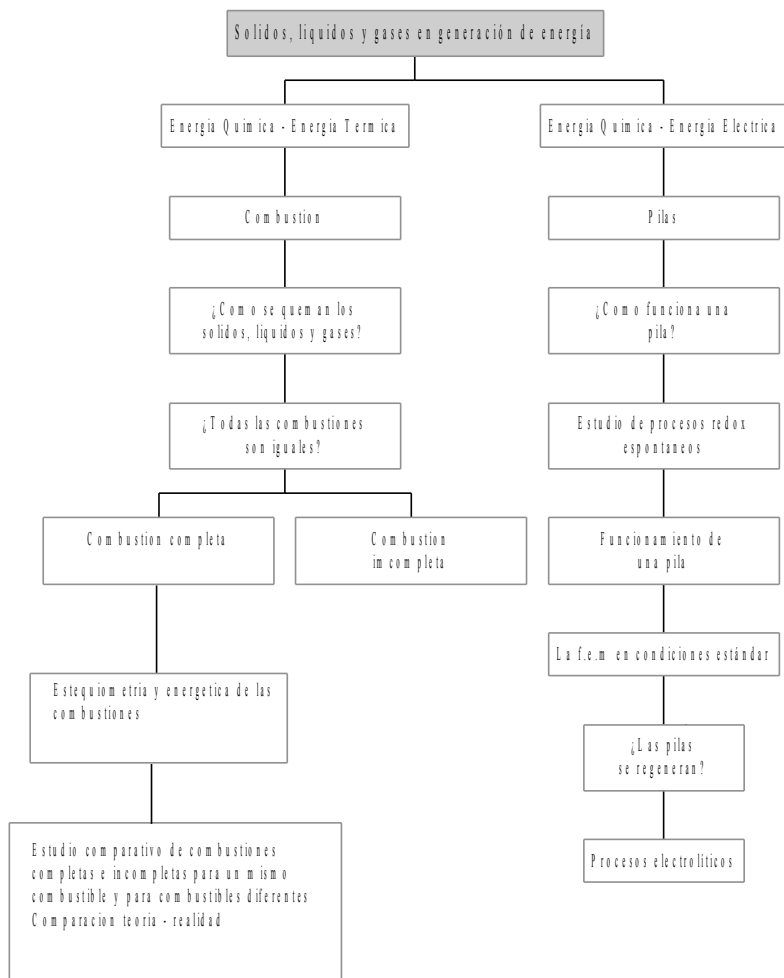 Solidos, líquidos y gases en generación de energía
Energia Quimica - Energia Termica
Energia Quimica - Energia Electrica
Combustion
Pilas
¿Como se queman los
solidos, liquidos y gases?
¿Como funciona una
pila?
¿Todas las combustiones
son iguales?
Estudio de procesos redox
espontaneos
Combustion completa
Combustion
imcompleta
Funcionamiento de
una pila
La f.e.m en condiciones estándar
Estequiometria y energetica de las
combustiones
¿Las pilas
se regeneran?
Estudio comparativo de combustiones
completas e incompletas para un mismo
combustible y para combustibles diferentes
Comparacion teoria - realidad
Procesos electrolíticos